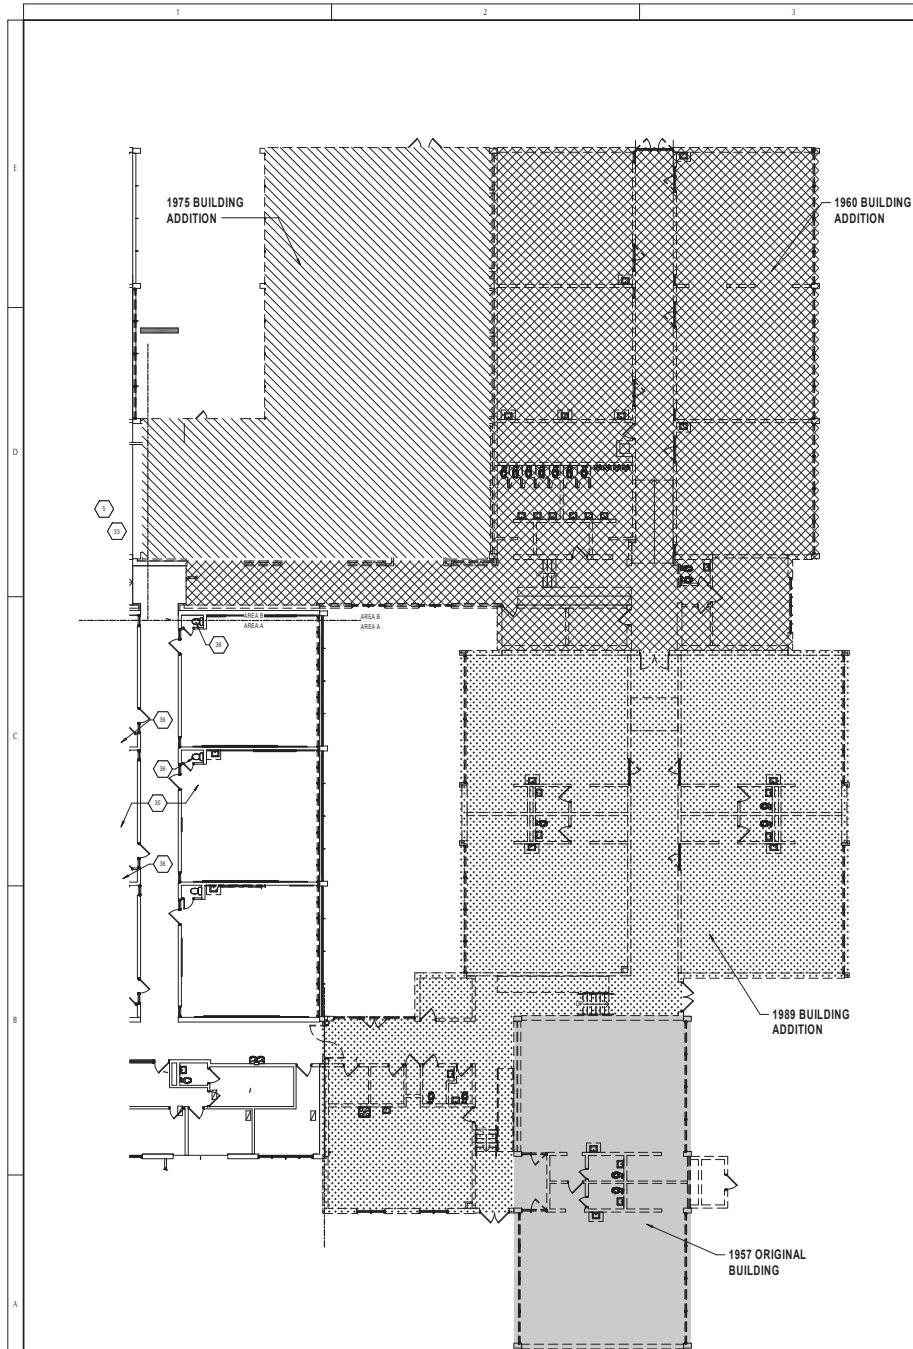 1
2
3
E
1975 BUILDING
ADDITION
1960 BUILDING
ADDITION
D
5
33
AREA B
AREA A
AREA B
AREA A
36
36
C
36
35
36
B
1989 BUILDING
ADDITION
1957 ORIGINAL
BUILDING
A